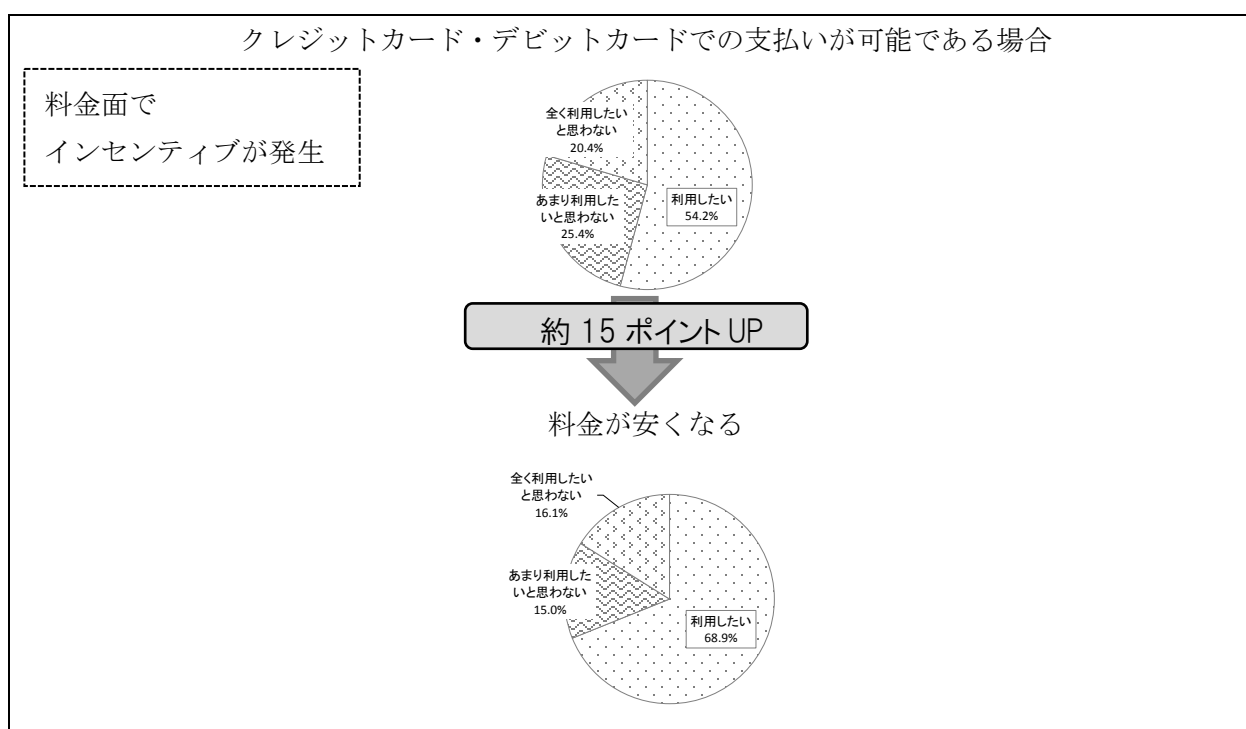 クレジットカード・デビットカードでの支払いが可能である場合
料金面で
インセンティブが発生
全く利用したい
と思わない
20.4%
あまり利用した
いと思わない
25.4%
利用したい
54.2%
約 15 ポイント UP
料金が安くなる
全く利用したい
と思わない
16.1%
あまり利用した
いと思わない
15.0%
利用したい
68.9%